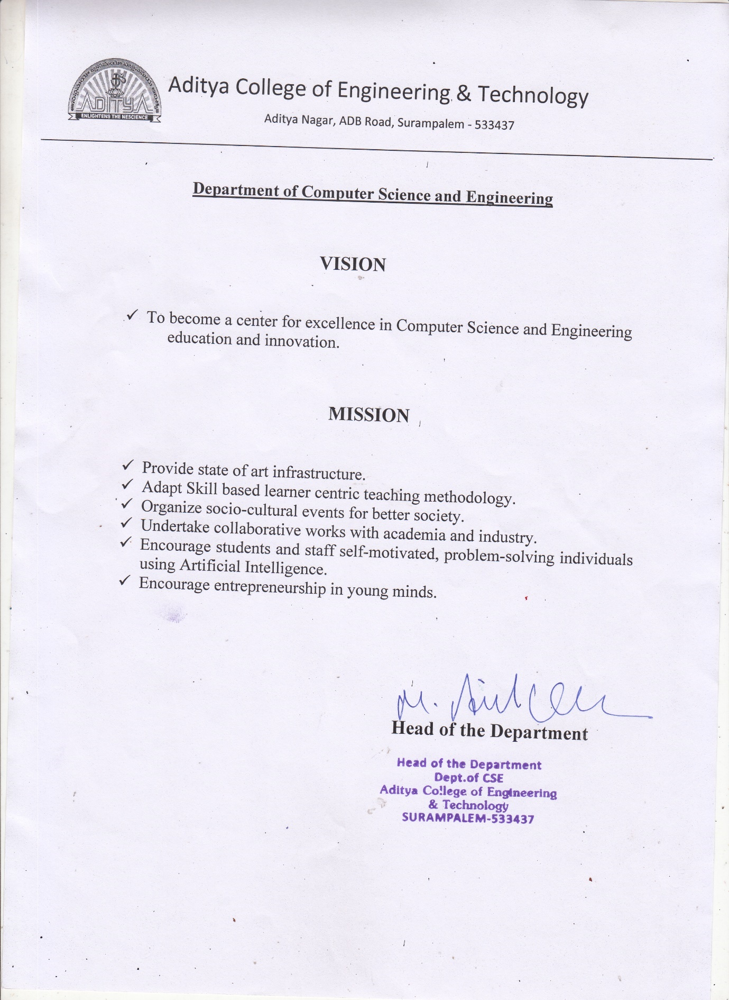 ADITYA
ENLIGHTENS THE NESCIENCE
Aditya College of Engineering & Technology
Aditya Nagar, ADB Road, Surampalem - 533437
Department of Computer Science and Engineering
VISION
✓ To become a center for excellence in Computer Science and Engineering
education and innovation.
MISSION
✓ Provide state of art infrastructure.
✓ Adapt Skill based learner centric teaching methodology.
✓ Organize socio-cultural events for better society.
✓ Undertake collaborative works with academia and industry.
✓ Encourage students and staff self-motivated, problem-solving individuals
using Artificial Intelligence.
✓ Encourage entrepreneurship in young minds.
Head of the Department
Head of the Department
Dept.of CSE
Aditya College of Engineering
& Technology
SURAMPALEM-533437